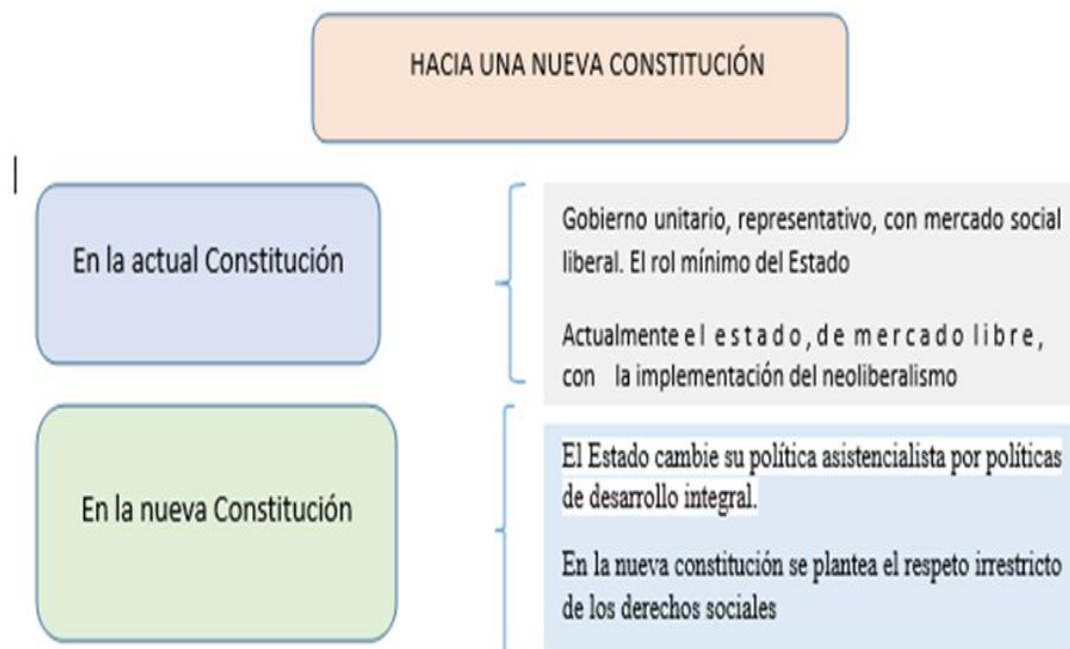 HACIA UNA NUEVA CONSTITUCIÓN
En la actual Constitución
Gobierno unitario, representativo, con mercado social
liberal. El rol mínimo del Estado
Actualmente el estado, de mercado libre,
con la implementación del neoliberalismo
En la nueva Constitución
El Estado cambie su política asistencialista por políticas
de desarrollo integral.
En la nueva constitución se plantea el respeto irrestricto
de los derechos sociales